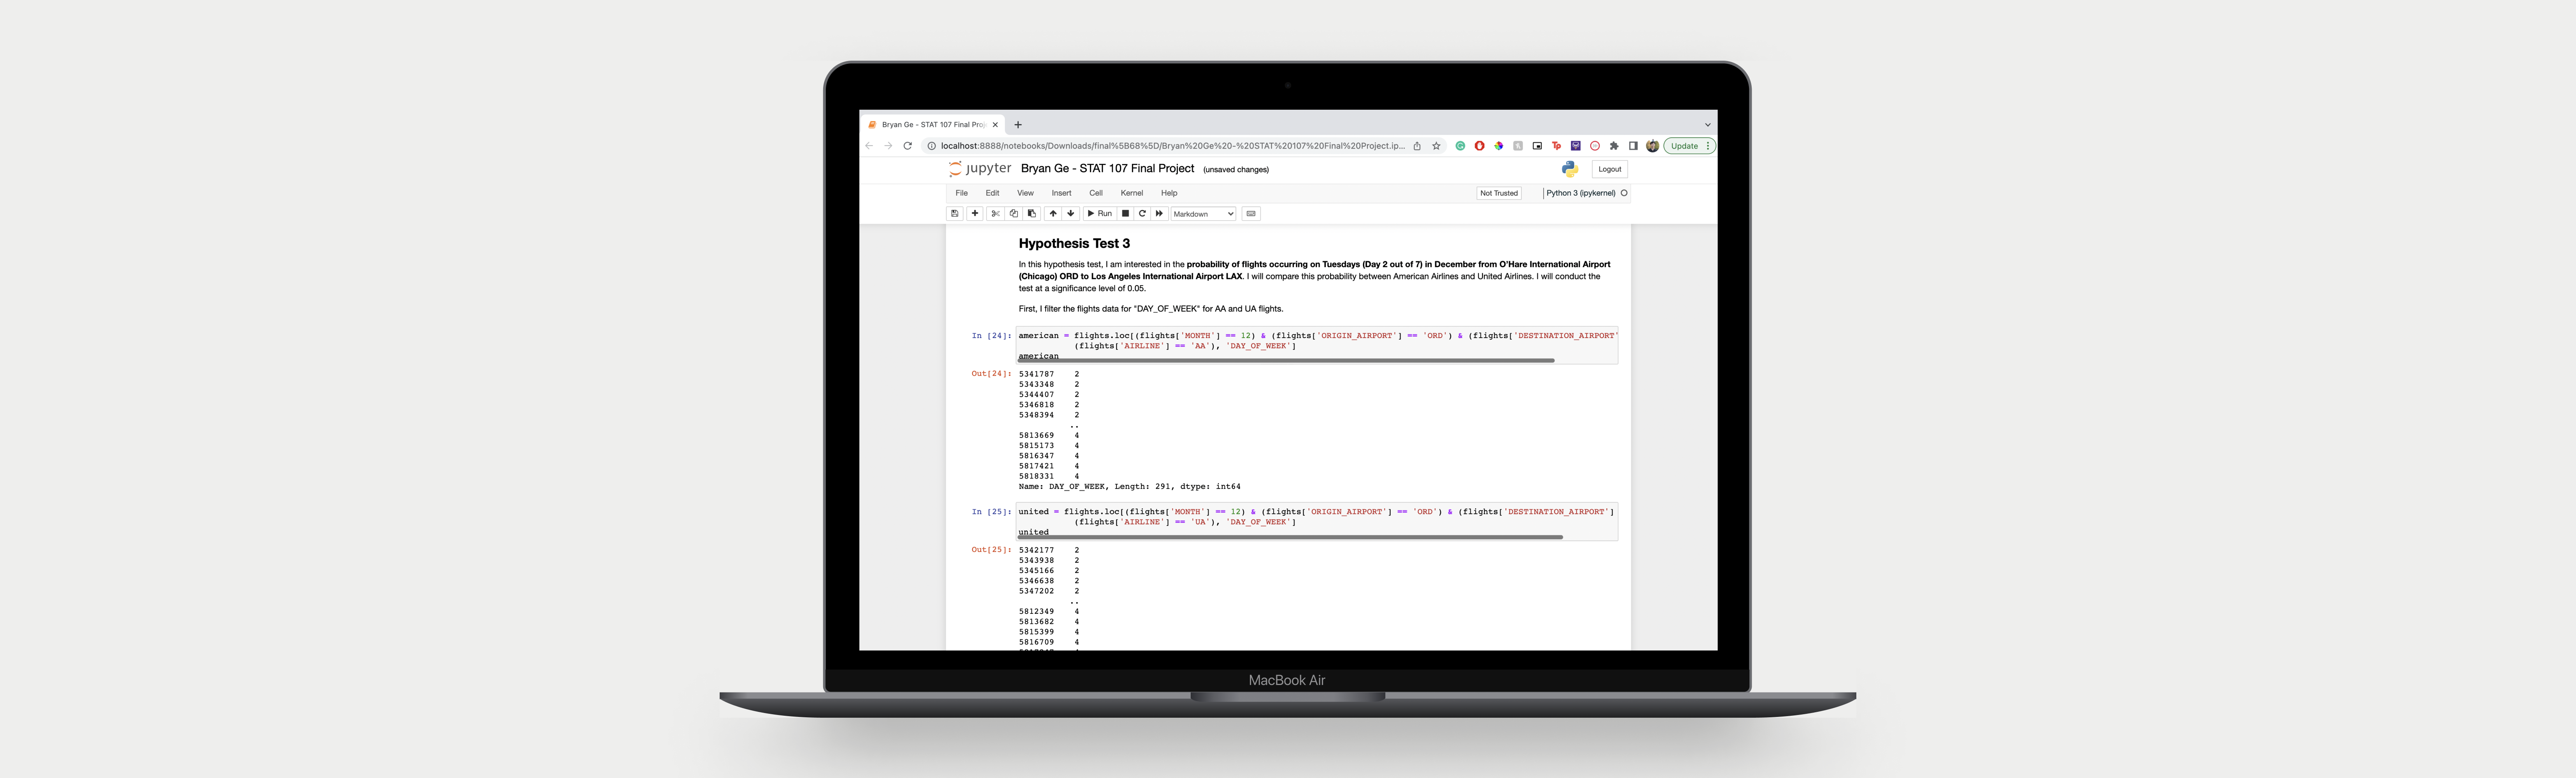 Bryan Ge - STAT 107 Final Proj
localhost:8888/notebooks/Downloads/final%5B68%5D/Bryan%20Ge%20-%20STAT%20107%20Final%20Project.ip...
Update
jupyter Bryan Ge - STAT 107 Final Project (unsaved changes)
Logout
File Edit View Insert Cell Kernel Help
Not Trusted
Python 3 (ipykernel)
Run
Markdown
Hypothesis Test 3
In this hypothesis test, I am interested in the probability of flights occurring on Tuesdays (Day 2 out of 7) in December from O'Hare International Airport
(Chicago) ORD to Los Angeles International Airport LAX. I will compare this probability between American Airlines and United Airlines. I will conduct the
test at a significance level of 0.05.
First, I filter the flights data for "DAY_OF_WEEK" for AA and UA flights.
In [24]: american = flights.loc[(flights['MONTH'] == 12) & (flights['ORIGIN_AIRPORT'] == 'ORD') & (flights['DESTINATION_AIRPORT'
(flights['AIRLINE'] == 'AA'), 'DAY_OF_WEEK']
american
Out[24]: 5341787 2
5343348 2
5344407 2
5346818 2
5348394 2
..
5813669 4
5815173 4
5816347 4
5817421 4
5818331 4
Name: DAY_OF_WEEK, Length: 291, dtype: int64
In [25]: united = flights.loc[(flights['MONTH'] == 12) & (flights['ORIGIN_AIRPORT'] == 'ORD') & (flights['DESTINATION_AIRPORT']
(flights['AIRLINE'] == 'UA'), 'DAY_OF_WEEK']
united
Out[25]: 5342177 2
5343938 2
5345166 2
5346638 2
5347202 2
..
5812349 4
5813682 4
5815399 4
5816709 4
MacBook Air